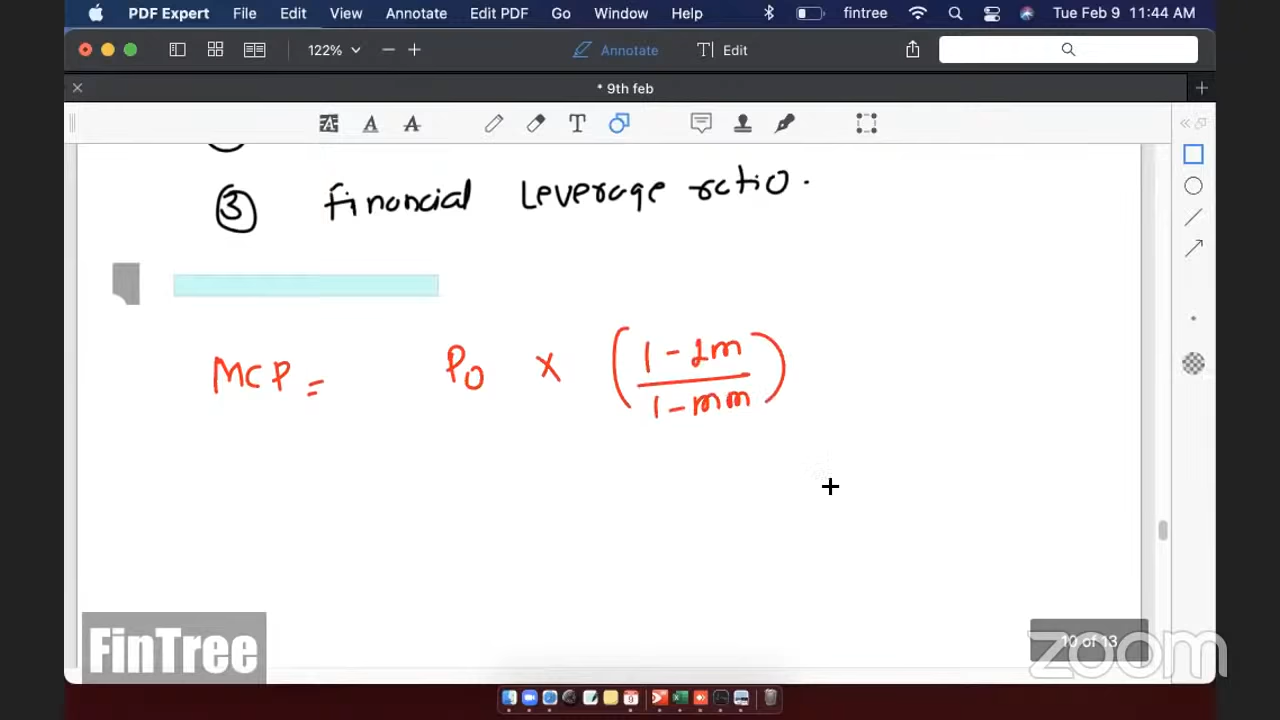 PDF Expert File Edit View Annotate Edit PDF Go Window Help fintree Tue Feb 9 11:44 AM
122% Annotate T Edit
* 9th feb
A A A T
3 financial leverage ratio.
MCP = P0 x (1 - 2m / 1 - mm)
FinTree
10 of 13
zoom